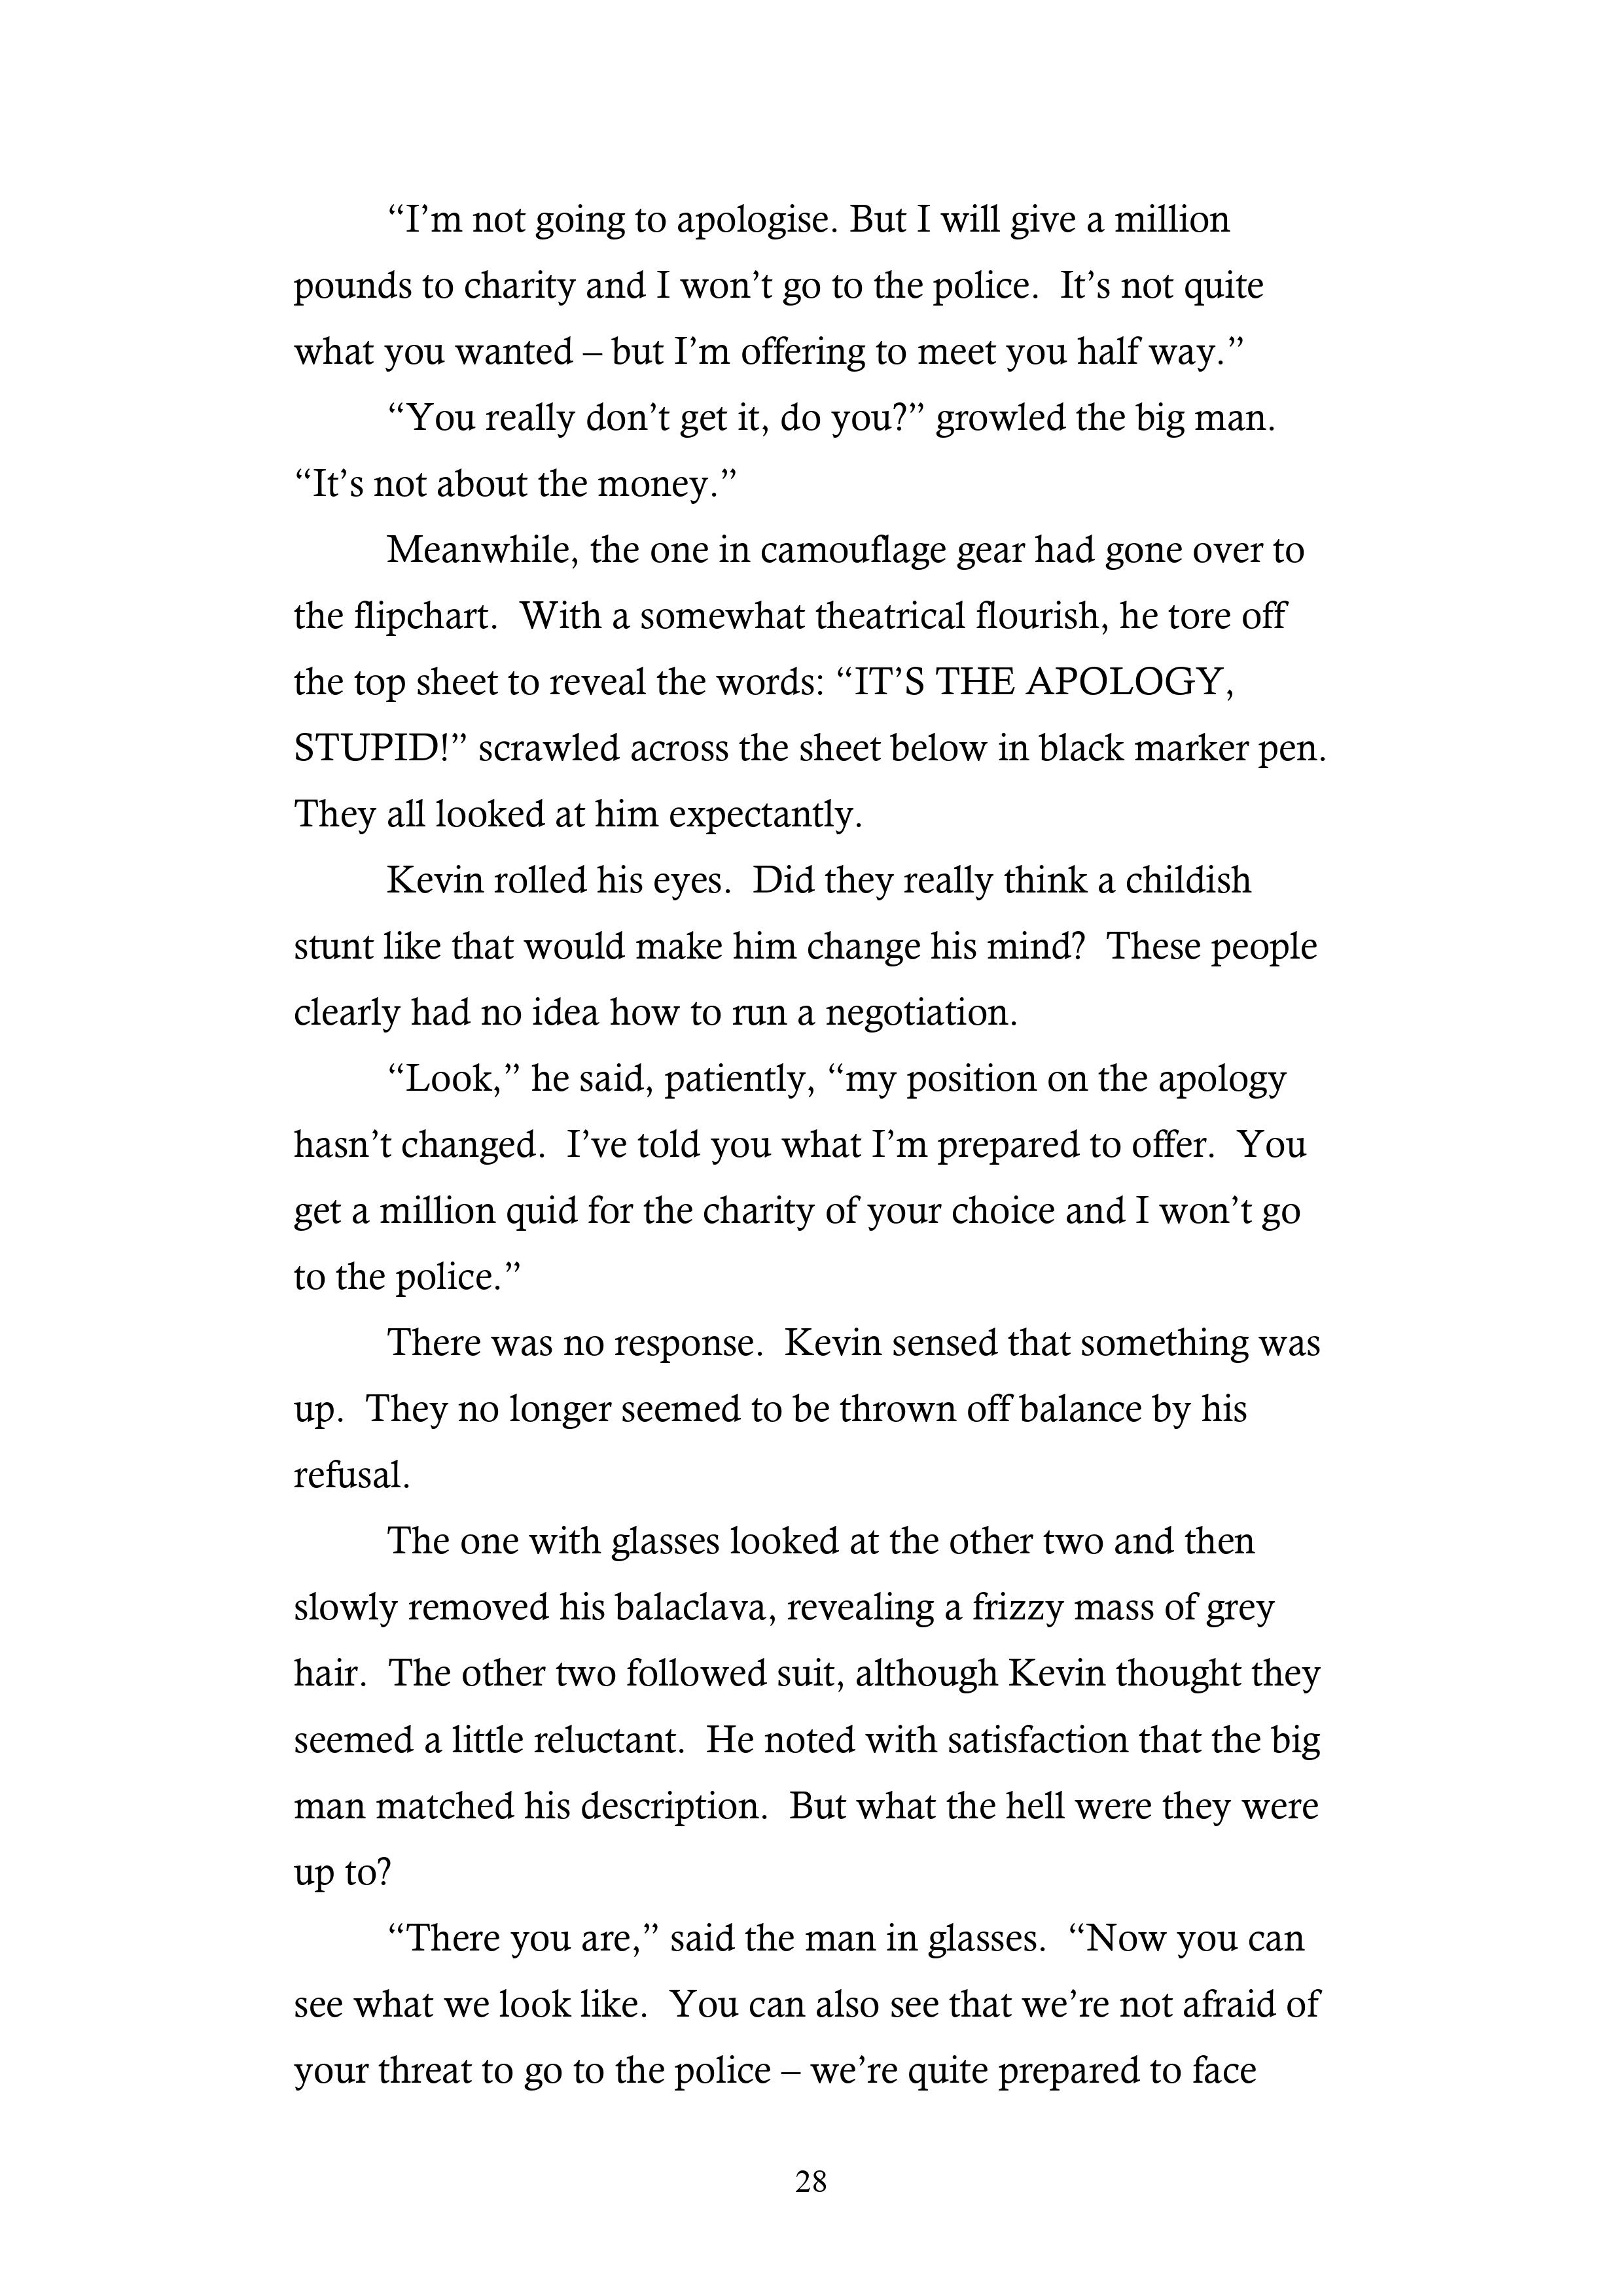 “I’m not going to apologise. But I will give a million
pounds to charity and I won’t go to the police.  It’s not quite
what you wanted – but I’m offering to meet you half way.”
“You really don’t get it, do you?” growled the big man.
“It’s not about the money.”
Meanwhile, the one in camouflage gear had gone over to
the flipchart.  With a somewhat theatrical flourish, he tore off
the top sheet to reveal the words: “IT’S THE APOLOGY,
STUPID!” scrawled across the sheet below in black marker pen.
They all looked at him expectantly.
Kevin rolled his eyes.  Did they really think a childish
stunt like that would make him change his mind?  These people
clearly had no idea how to run a negotiation.
“Look,” he said, patiently, “my position on the apology
hasn’t changed.  I’ve told you what I’m prepared to offer.  You
get a million quid for the charity of your choice and I won’t go
to the police.”
There was no response.  Kevin sensed that something was
up.  They no longer seemed to be thrown off balance by his
refusal.
The one with glasses looked at the other two and then
slowly removed his balaclava, revealing a frizzy mass of grey
hair.  The other two followed suit, although Kevin thought they
seemed a little reluctant.  He noted with satisfaction that the big
man matched his description.  But what the hell were they were
up to?
“There you are,” said the man in glasses.  “Now you can
see what we look like.  You can also see that we’re not afraid of
your threat to go to the police – we’re quite prepared to face
28